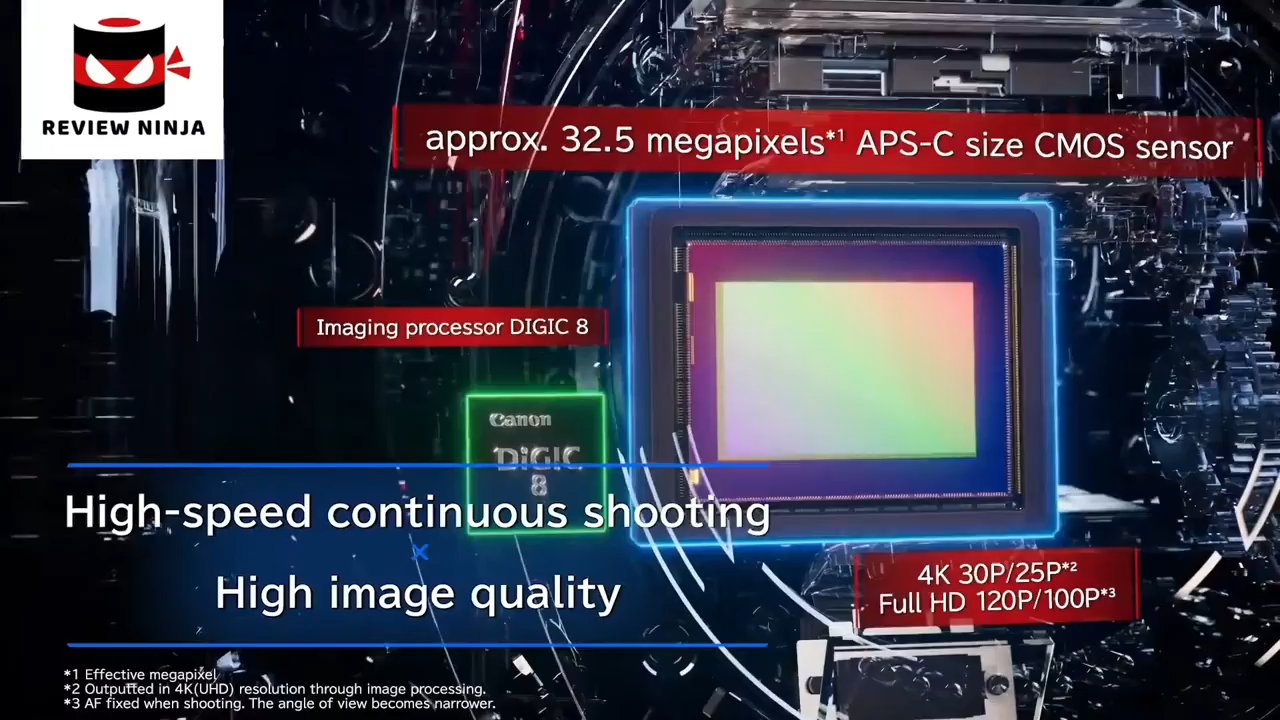 REVIEW NINJA
approx. 32.5 megapixels*1 APS-C size CMOS sensor
Imaging processor DIGIC 8
Canon
DiGIC
8
High-speed continuous shooting
×
High image quality
4K 30P/25P*2
Full HD 120P/100P*3
*1 Effective megapixel
*2 Outputted in 4K(UHD) resolution through image processing.
*3 AF fixed when shooting. The angle of view becomes narrower.